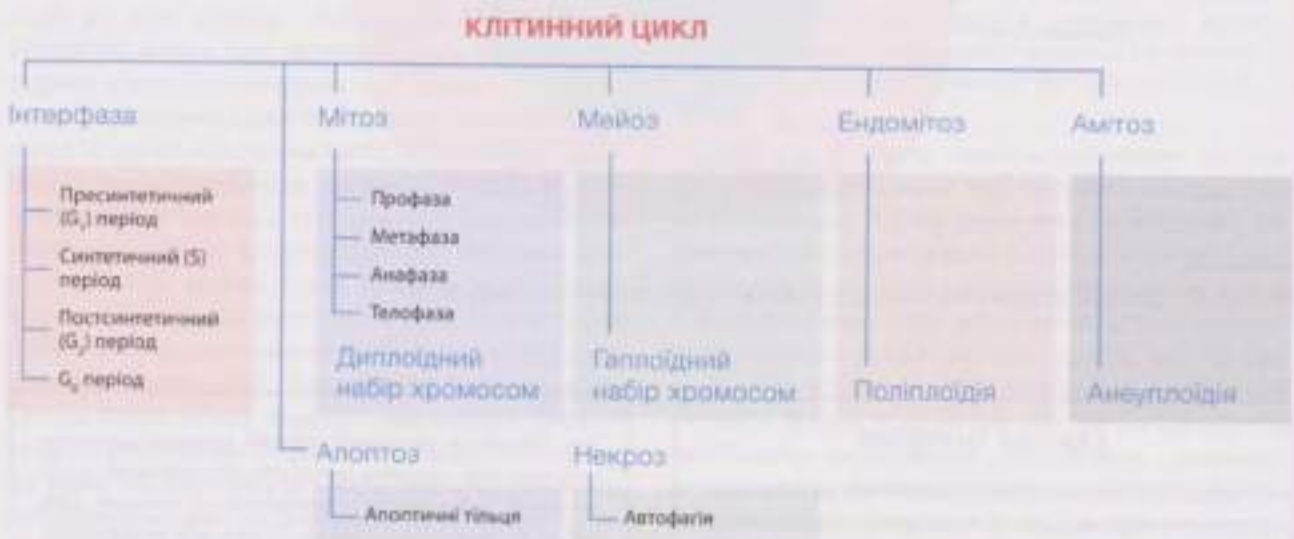 КЛІТИННИЙ ЦИКЛ
Інтерфаза
Пресинтетичний
(G₁) період
Синтетичний (S)
період
Постсинтетичний
(G₂) період
G₀ період
Мітоз
Профаза
Метафаза
Анафаза
Телофаза
Диплоїдний
набір хромосом
Мейоз
Гаплоїдний
набір хромосом
Ендомітоз
Поліплоїдія
Амітоз
Анеуплоїдія
Апоптоз
Апоптичні тільця
Некроз
Автофагія